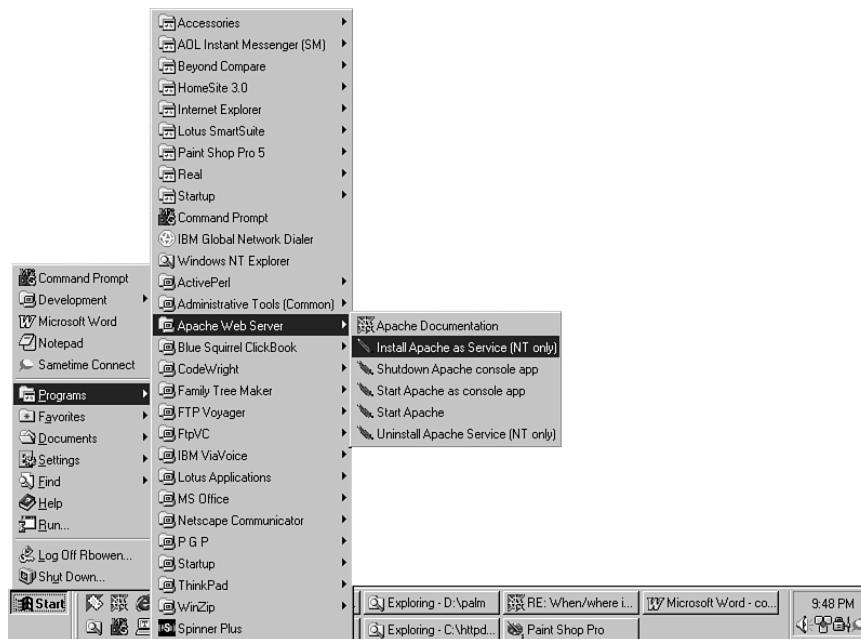 Accessories
AOL Instant Messenger (SM)
Beyond Compare
HomeSite 3.0
Internet Explorer
Lotus SmartSuite
Paint Shop Pro 5
Real
Startup
Command Prompt
IBM Global Network Dialer
Windows NT Explorer
ActivePerl
Administrative Tools (Common)
Apache Web Server
Blue Squirrel ClickBook
CodeWright
Family Tree Maker
FTP Voyager
FtpVC
IBM ViaVoice
Lotus Applications
MS Office
Netscape Communicator
P G P
Startup
ThinkPad
WinZip
Spinner Plus
Command Prompt
Development
Microsoft Word
Notepad
Sametime Connect
Programs
Favorites
Documents
Settings
Find
Help
Run...
Log Off Rbowen...
Shut Down...
Apache Documentation
Install Apache as Service (NT only)
Shutdown Apache console app
Start Apache as console app
Start Apache
Uninstall Apache Service (NT only)
Start
Exploring - D:\palm
RE: When/where i...
Microsoft Word - co...
9:48 PM
Exploring - C:\httpd...
Paint Shop Pro